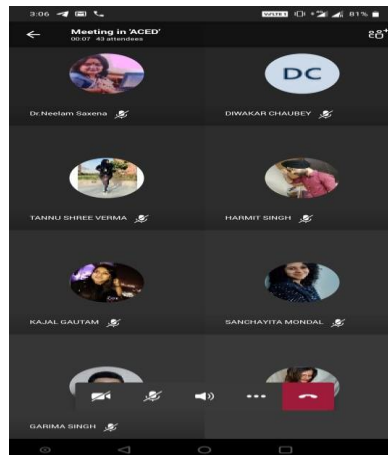 3:06 81%
Meeting in 'ACED'
00:07 43 attendees
DC
Dr.Neelam Saxena DIWAKAR CHAUBEY
TANNU SHREE VERMA HARMIT SINGH
KAJAL GAUTAM SANCHAYITA MONDAL
GARIMA SINGH